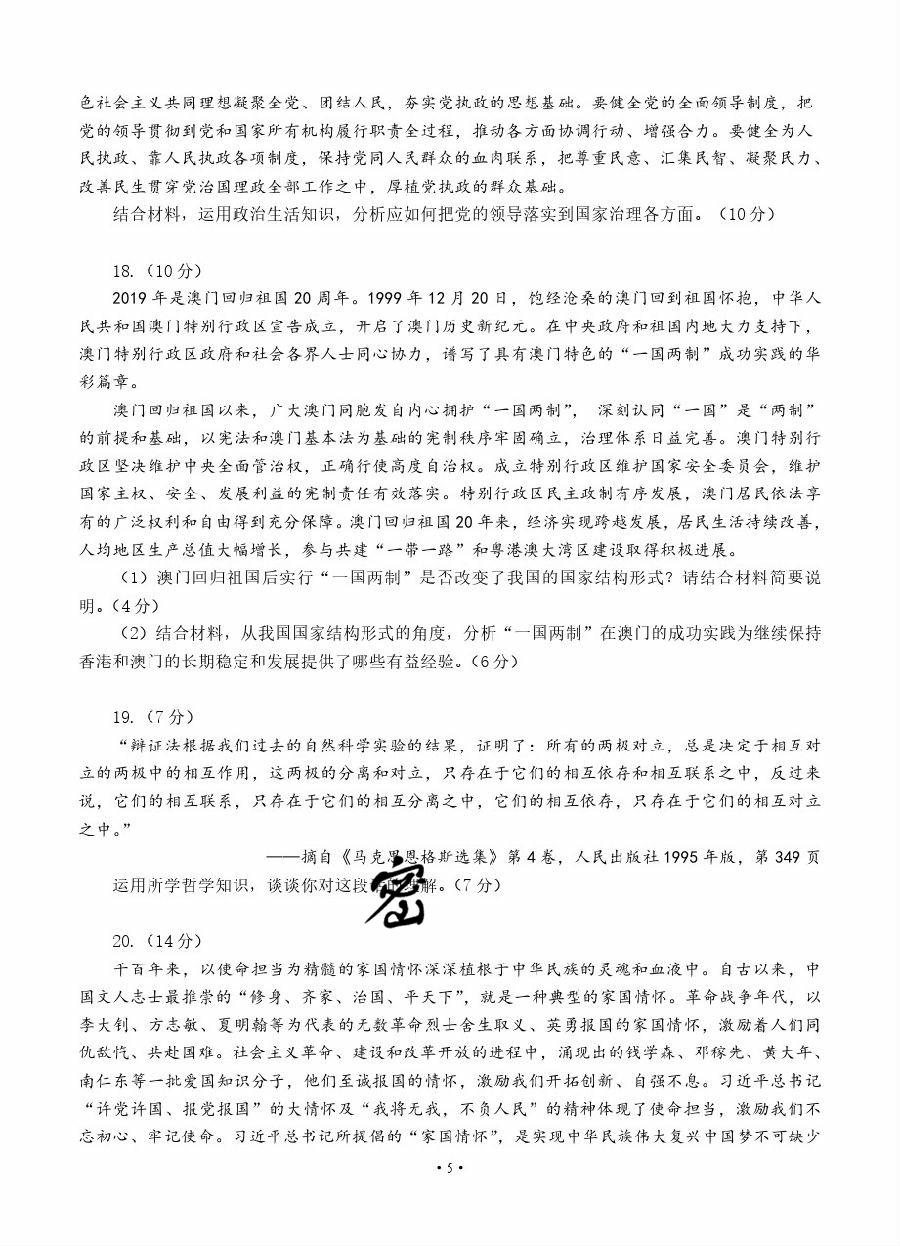 色社会主义共同理想凝聚全党、团结人民，夯实党执政的思想基础。要健全党的全面领导制度，把
党的领导贯彻到党和国家所有机构履行职责全过程，推动各方面协调行动、增强合力。要健全为人
民执政、靠人民执政各项制度，保持党同人民群众的血肉联系，把尊重民意、汇集民智、凝聚民力、
改善民生贯穿党治国理政全部工作之中，厚植党执政的群众基础。
结合材料，运用政治生活知识，分析应如何把党的领导落实到国家治理各方面。（10分）
18.（10分）
2019年是澳门回归祖国20周年。1999年12月20日，饱经沧桑的澳门回到祖国怀抱，中华人
民共和国澳门特别行政区宣告成立，开启了澳门历史新纪元。在中央政府和祖国内地大力支持下，
澳门特别行政区政府和社会各界人士同心协力，谱写了具有澳门特色的“一国两制”成功实践的华
彩篇章。
澳门回归祖国以来，广大澳门同胞发自内心拥护“一国两制”， 深刻认同“一国”是“两制”
的前提和基础，以宪法和澳门基本法为基础的宪制秩序牢固确立，治理体系日益完善。澳门特别行
政区坚决维护中央全面管治权，正确行使高度自治权。成立特别行政区维护国家安全委员会，维护
国家主权、安全、发展利益的宪制责任有效落实。特别行政区民主政制有序发展，澳门居民依法享
有的广泛权利和自由得到充分保障。澳门回归祖国20年来，经济实现跨越发展，居民生活持续改善，
人均地区生产总值大幅增长，参与共建“一带一路”和粤港澳大湾区建设取得积极进展。
（1）澳门回归祖国后实行“一国两制”是否改变了我国的国家结构形式？请结合材料简要说
明。（4分）
（2）结合材料，从我国国家结构形式的角度，分析“一国两制”在澳门的成功实践为继续保持
香港和澳门的长期稳定和发展提供了哪些有益经验。（6分）
19.（7分）
“辩证法根据我们过去的自然科学实验的结果，证明了：所有的两极对立，总是决定于相互对
立的两极中的相互作用，这两极的分离和对立，只存在于它们的相互依存和相互联系之中，反过来
说，它们的相互联系，只存在于它们的相互分离之中，它们的相互依存，只存在于它们的相互对立
之中。”
——摘自《马克思恩格斯选集》第4卷，人民出版社1995年版，第349页
运用所学哲学知识，谈谈你对这段解。（7分）
密
20.（14分）
千百年来，以使命担当为精髓的家国情怀深深植根于中华民族的灵魂和血液中。自古以来，中
国文人志士最推崇的“修身、齐家、治国、平天下”，就是一种典型的家国情怀。革命战争年代，以
李大钊、方志敏、夏明翰等为代表的无数革命烈士舍生取义、英勇报国的家国情怀，激励着人们同
仇敌忾、共赴国难。社会主义革命、建设和改革开放的进程中，涌现出的钱学森、邓稼先、黄大年、
南仁东等一批爱国知识分子，他们至诚报国的情怀，激励我们开拓创新、自强不息。习近平总书记
“许党许国、报党报国”的大情怀及“我将无我，不负人民”的精神体现了使命担当，激励我们不
忘初心、牢记使命。习近平总书记所提倡的“家国情怀”，是实现中华民族伟大复兴中国梦不可缺少
·5·